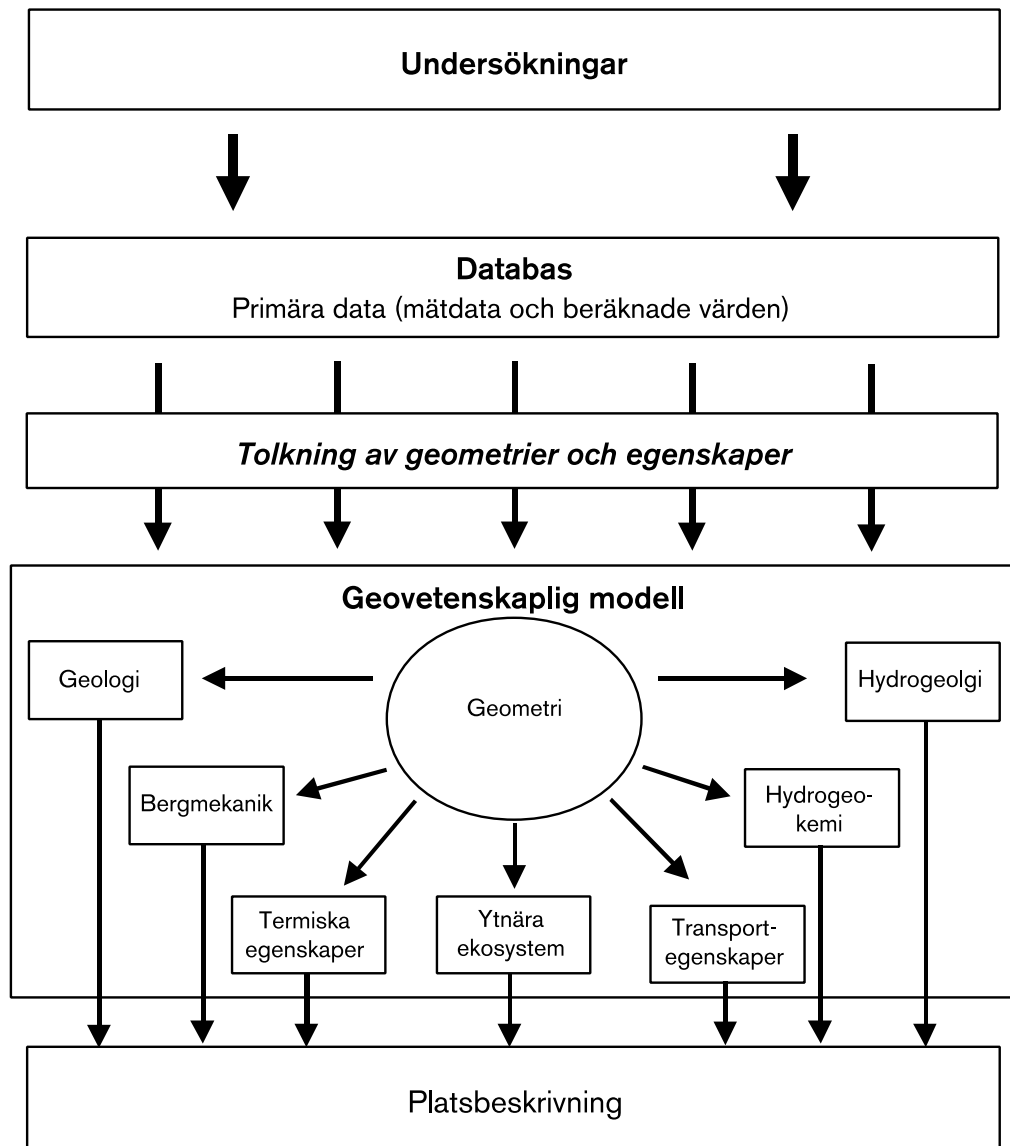 Undersökningar
Databas
Primära data (mätdata och beräknade värden)
Tolkning av geometrier och egenskaper
Geovetenskaplig modell
Geologi
Geometri
Hydrogeolgi
Bergmekanik
Hydrogeo-
kemi
Termiska
egenskaper
Ytnära
ekosystem
Transport-
egenskaper
Platsbeskrivning